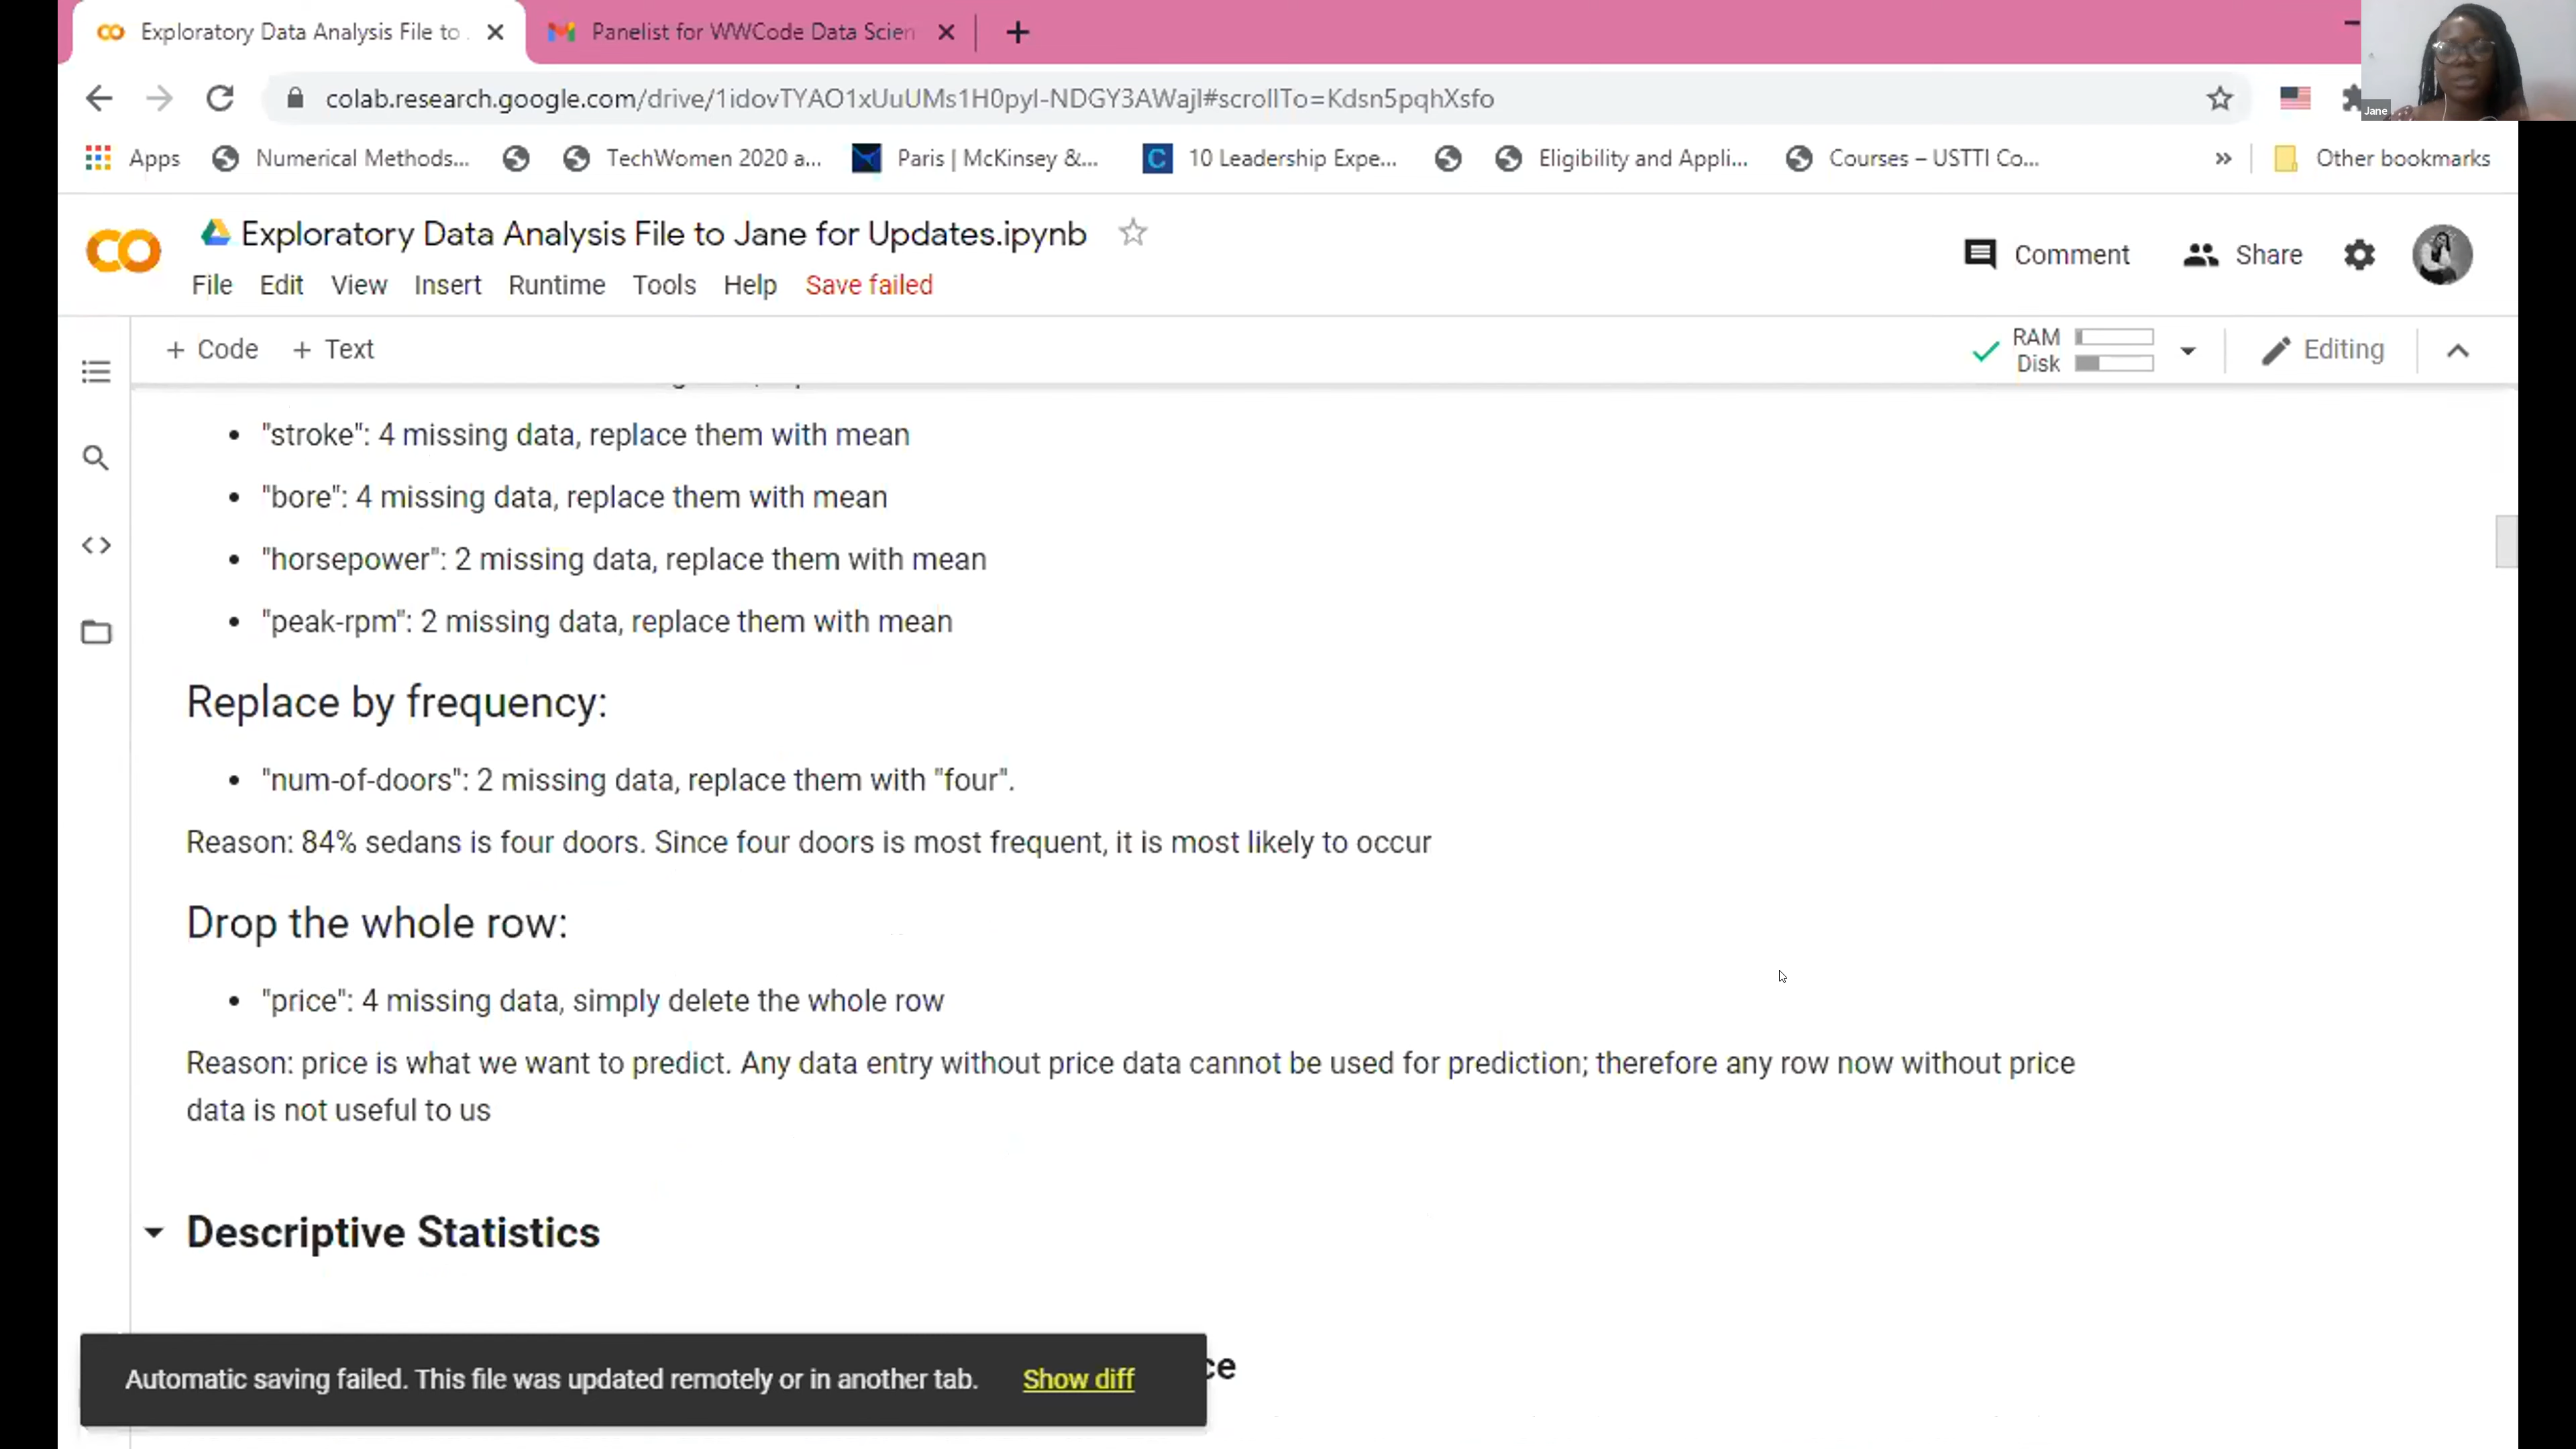 Exploratory Data Analysis File to
Panelist for WWCode Data Scien
colab.research.google.com/drive/1idovTYAO1xUuUMs1H0pyI-NDGY3AWajI#scrollTo=Kdsn5pqhXsfo
Jane
Apps
Numerical Methods...
TechWomen 2020 a...
Paris | McKinsey &...
10 Leadership Expe...
Eligibility and Appli...
Courses – USTTI Co...
Other bookmarks
Exploratory Data Analysis File to Jane for Updates.ipynb
Comment
Share
File Edit View Insert Runtime Tools Help Save failed
+ Code + Text
RAM
Disk
Editing
• "stroke": 4 missing data, replace them with mean
• "bore": 4 missing data, replace them with mean
• "horsepower": 2 missing data, replace them with mean
• "peak-rpm": 2 missing data, replace them with mean
Replace by frequency:
• "num-of-doors": 2 missing data, replace them with "four".
Reason: 84% sedans is four doors. Since four doors is most frequent, it is most likely to occur
Drop the whole row:
• "price": 4 missing data, simply delete the whole row
Reason: price is what we want to predict. Any data entry without price data cannot be used for prediction; therefore any row now without price
data is not useful to us
Descriptive Statistics
Automatic saving failed. This file was updated remotely or in another tab. Show diff
ce